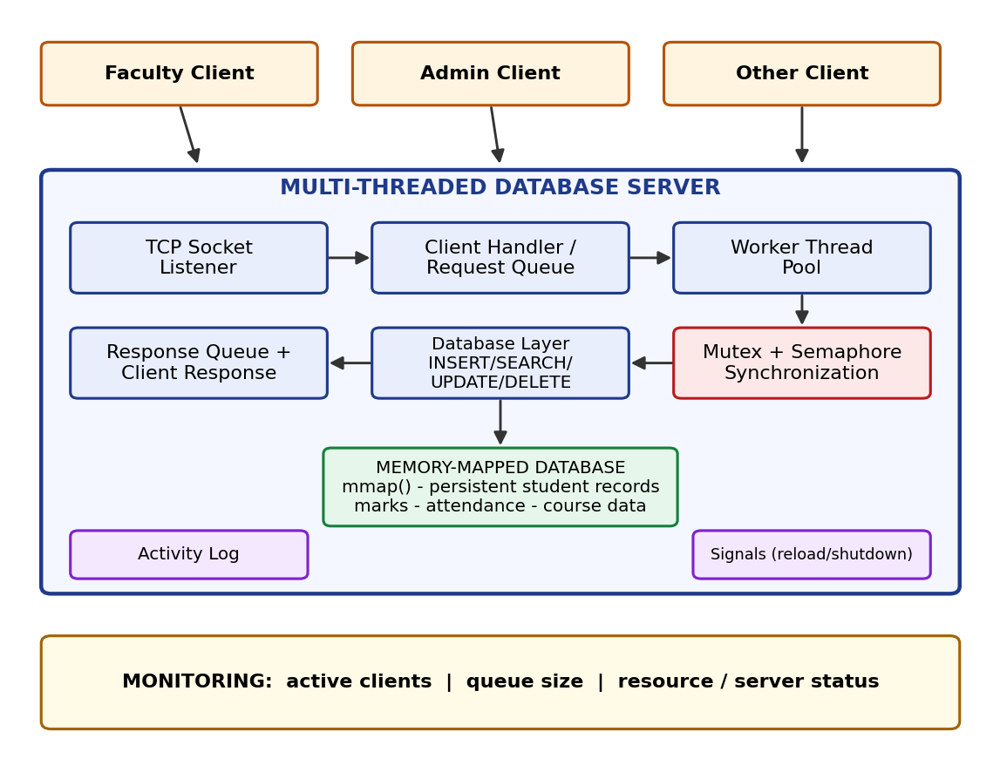 Faculty Client
Admin Client
Other Client
MULTI-THREADED DATABASE SERVER
TCP Socket
Listener
Client Handler /
Request Queue
Worker Thread
Pool
Response Queue +
Client Response
Database Layer
INSERT/SEARCH/
UPDATE/DELETE
Mutex + Semaphore
Synchronization
MEMORY-MAPPED DATABASE
mmap() - persistent student records
marks - attendance - course data
Activity Log
Signals (reload/shutdown)
MONITORING:  active clients  |  queue size  |  resource / server status